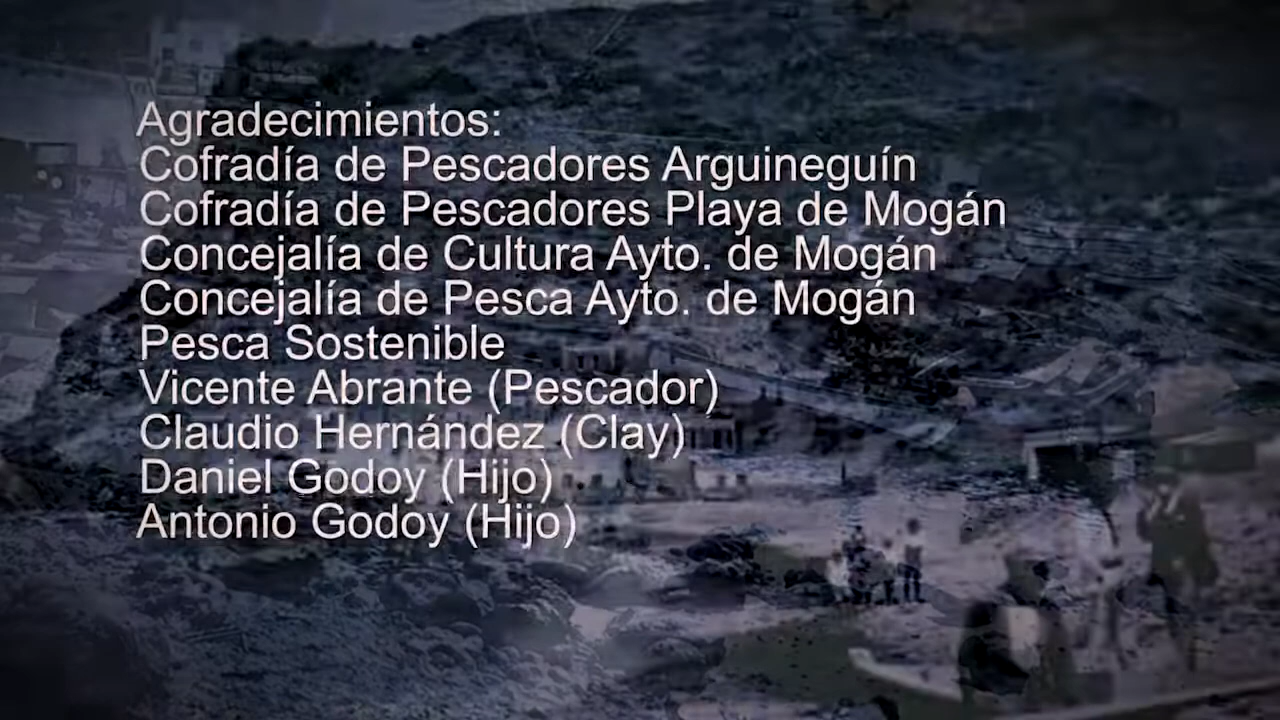 Agradecimientos:
Cofradía de Pescadores Arguineguín
Cofradía de Pescadores Playa de Mogán
Concejalía de Cultura Ayto. de Mogán
Concejalía de Pesca Ayto. de Mogán
Pesca Sostenible
Vicente Abrante (Pescador)
Claudio Hernández (Clay)
Daniel Godoy (Hijo)
Antonio Godoy (Hijo)